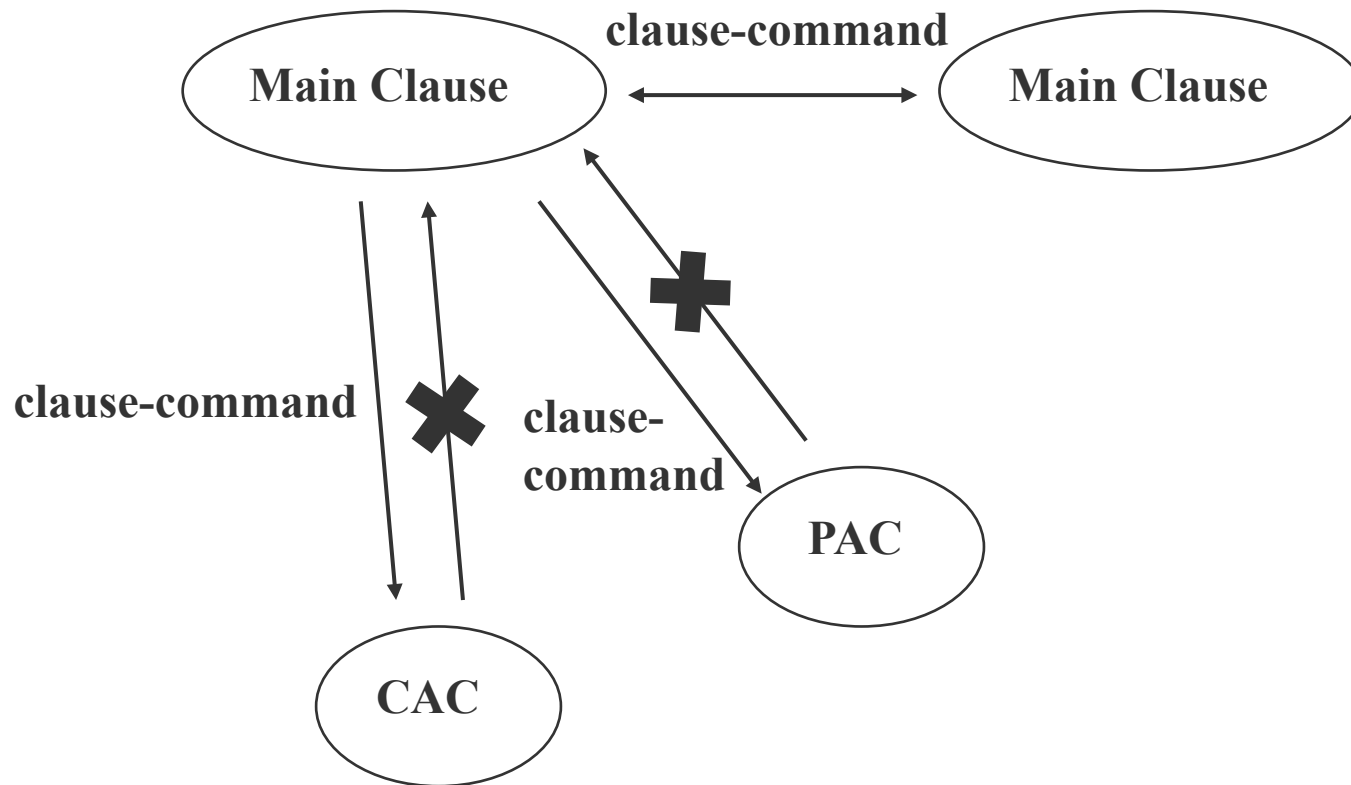 clause-command
Main Clause
Main Clause
clause-command
clause-
command
PAC
CAC